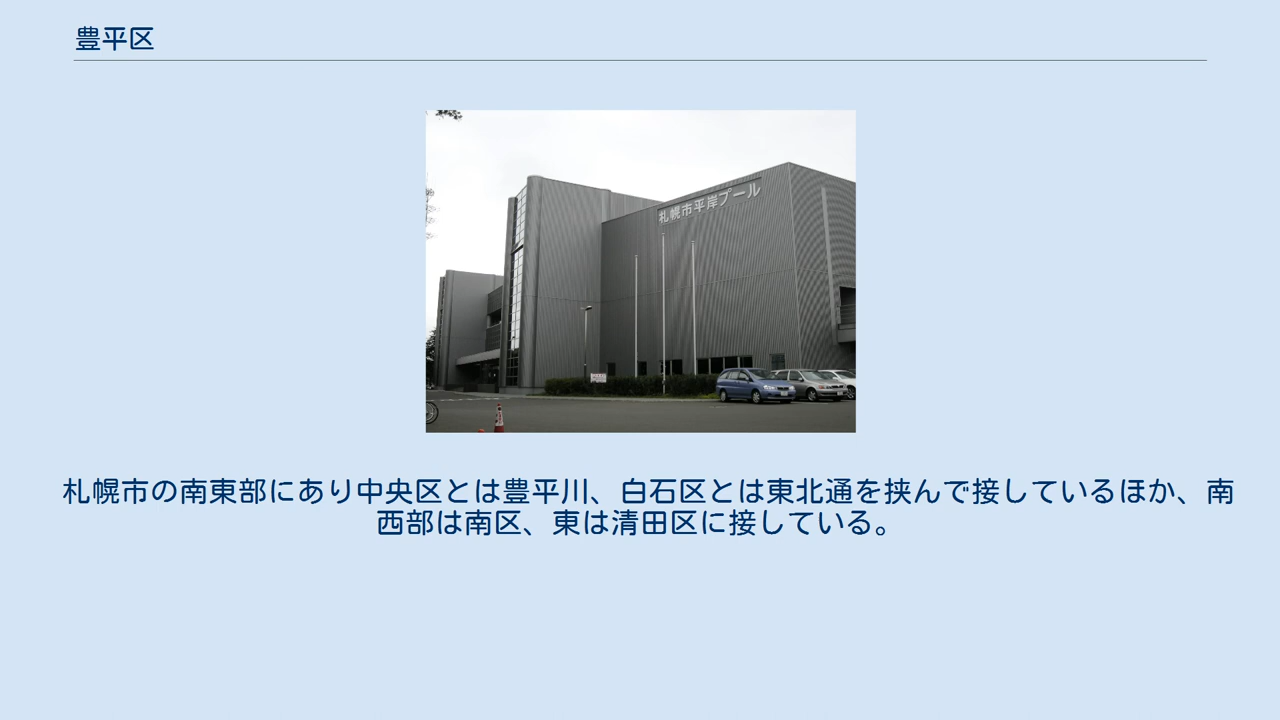 豊平区
札幌市平岸プール
札幌市の南東部にあり中央区とは豊平川、白石区とは東北通を挟んで接しているほか、南
西部は南区、東は清田区に接している。